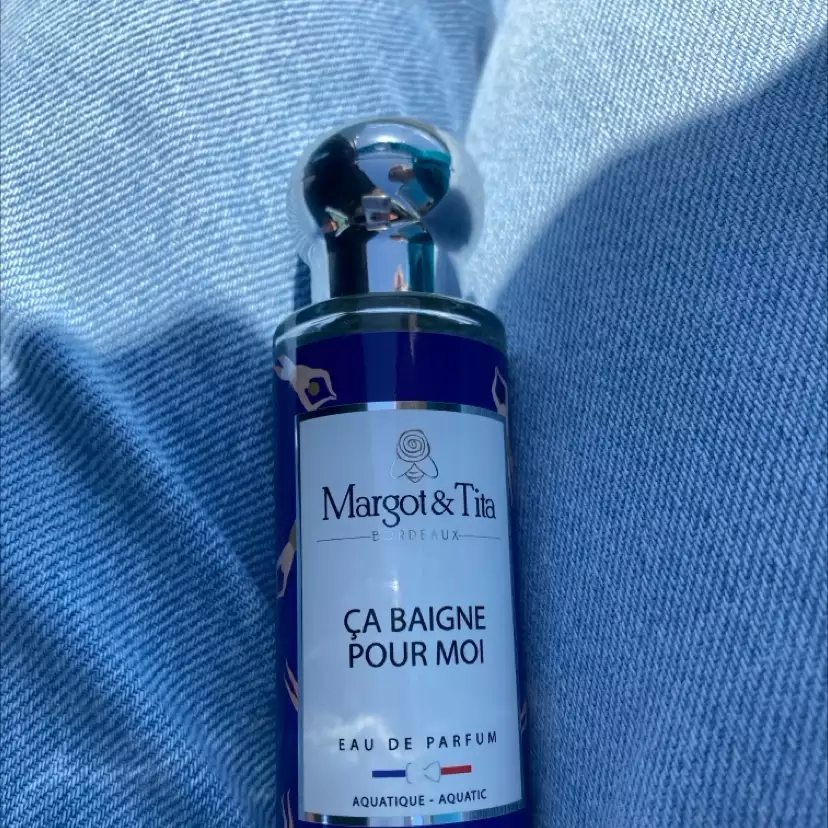 Margot & Tita
BORDEAUX
ÇA BAIGNE
POUR MOI
EAU DE PARFUM
AQUATIQUE - AQUATIC